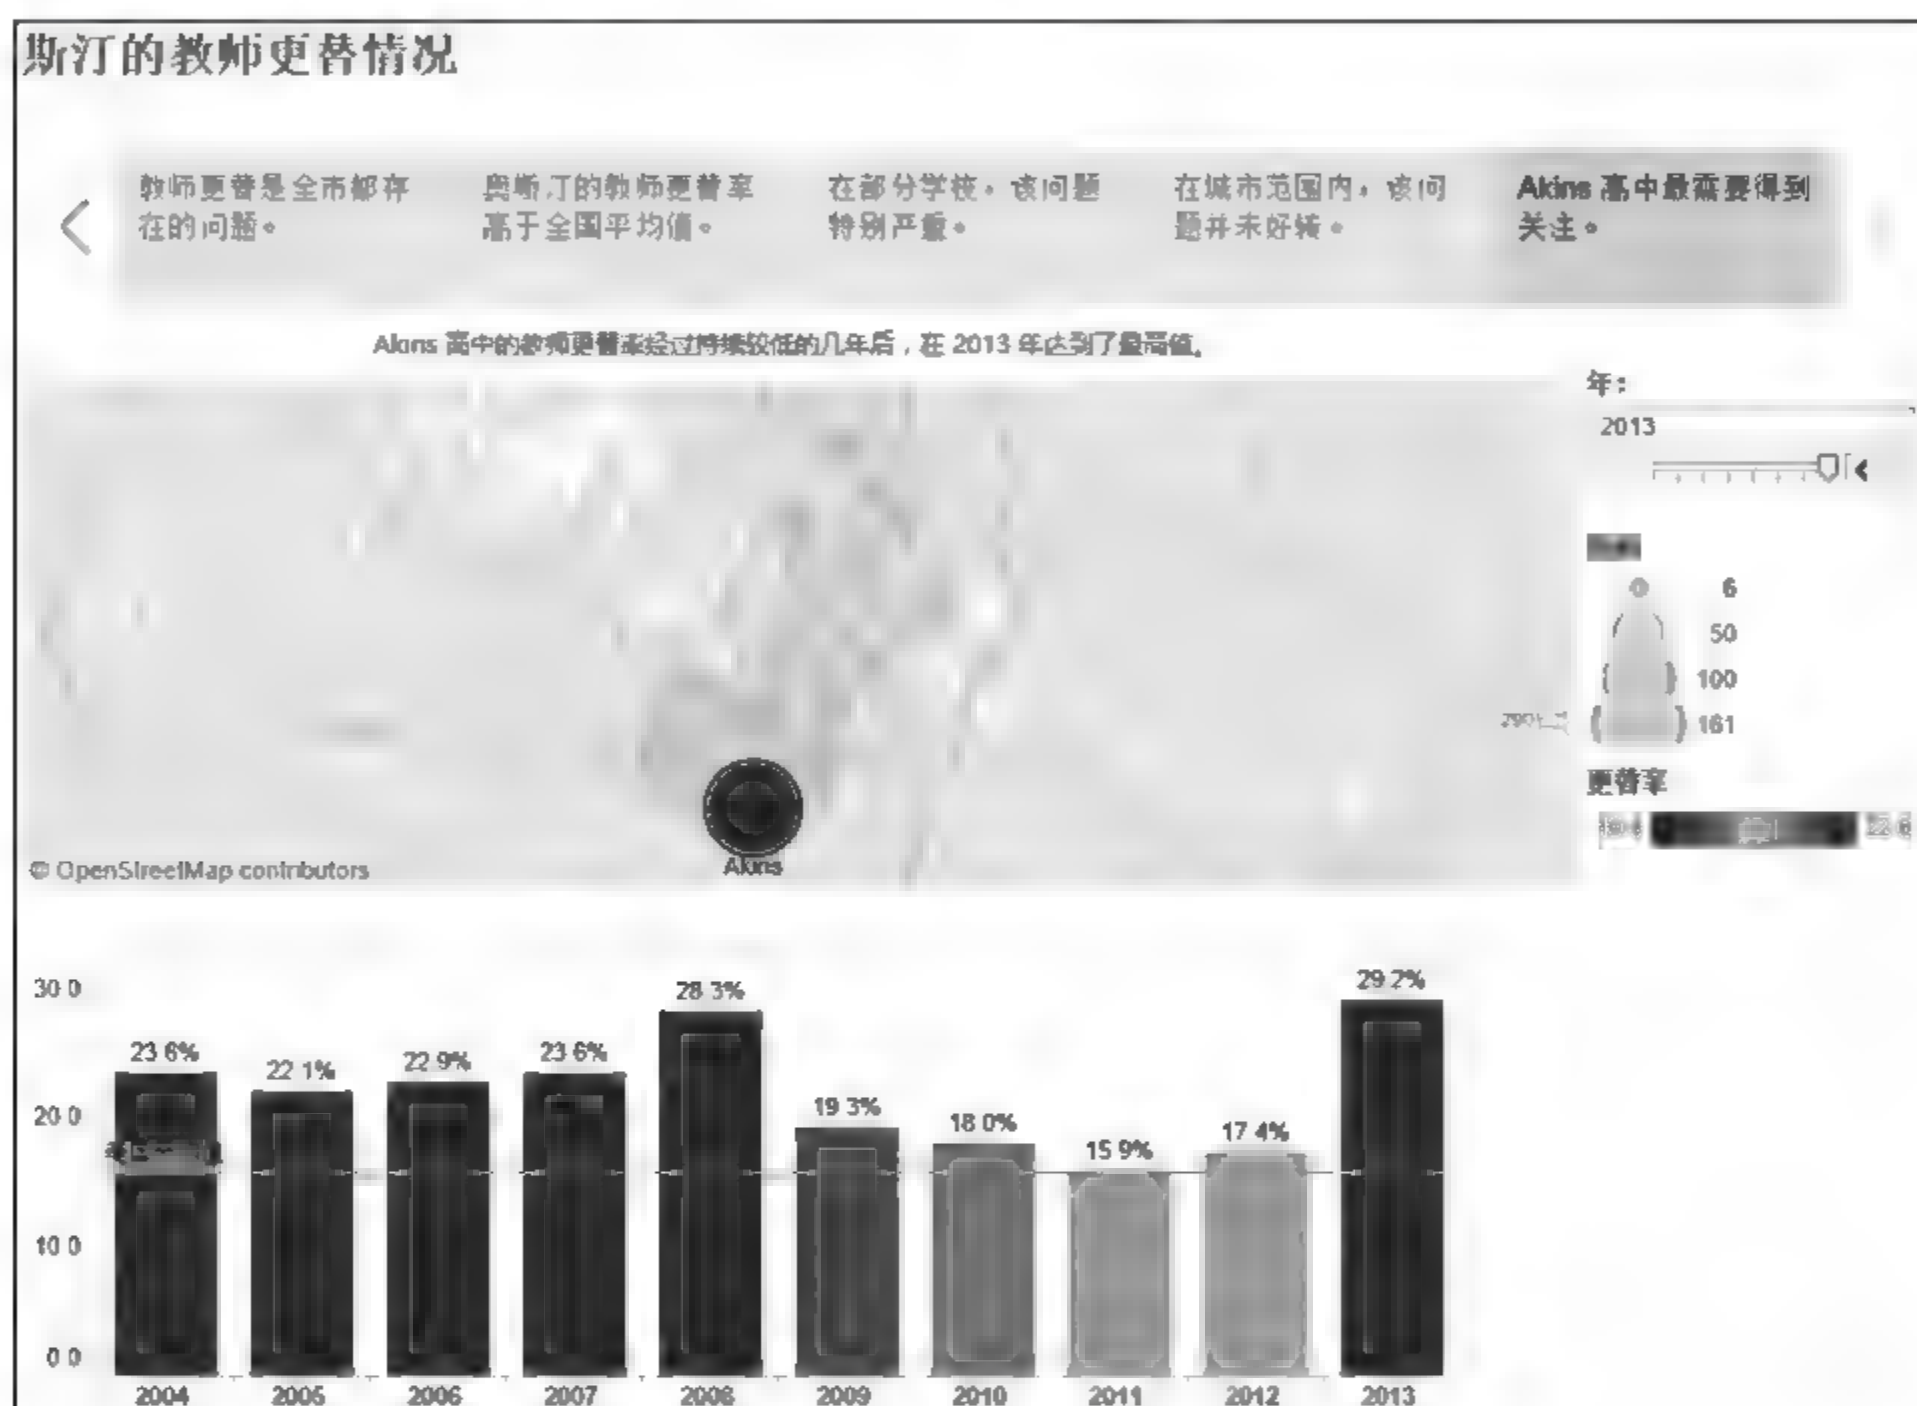 斯汀的教师更替情况
教师更替是全市都存
在的问题。
奥斯汀的教师更替率
高于全国平均值。
在部分学校，该问题
特别严重。
在城市范围内，该问
题并未好转。
Akins 高中最需要得到
关注。
Akins 高中的教师更替率经过持续较低的几年后，在 2013 年达到了最高值。
年：
2013
6
50
100
161
更替率
© OpenStreetMap contributors
Akins
30.0
20.0
10.0
0.0
23.6%
22.1%
22.9%
23.6%
28.3%
19.3%
18.0%
15.9%
17.4%
29.2%
2004 2005 2006 2007 2008 2009 2010 2011 2012 2013